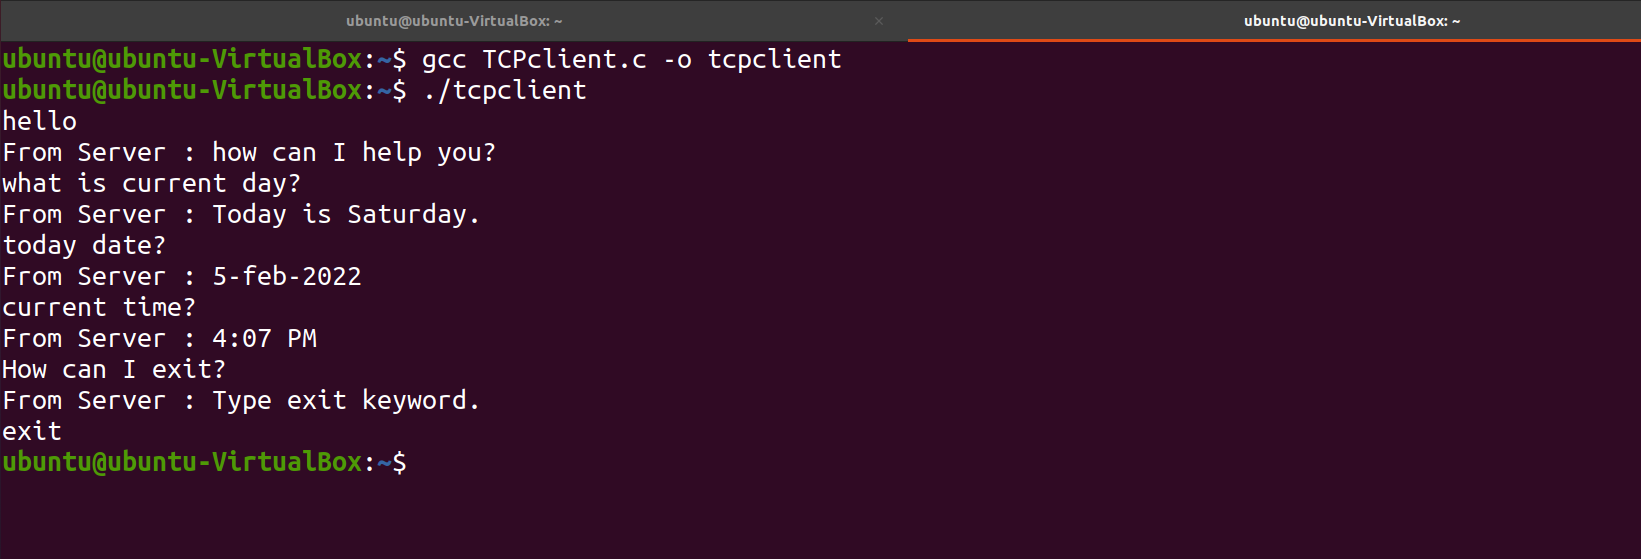 ubuntu@ubuntu-VirtualBox: ~ × ubuntu@ubuntu-VirtualBox: ~
ubuntu@ubuntu-VirtualBox:~$ gcc TCPclient.c -o tcpclient
ubuntu@ubuntu-VirtualBox:~$ ./tcpclient
hello
From Server : how can I help you?
what is current day?
From Server : Today is Saturday.
today date?
From Server : 5-feb-2022
current time?
From Server : 4:07 PM
How can I exit?
From Server : Type exit keyword.
exit
ubuntu@ubuntu-VirtualBox:~$